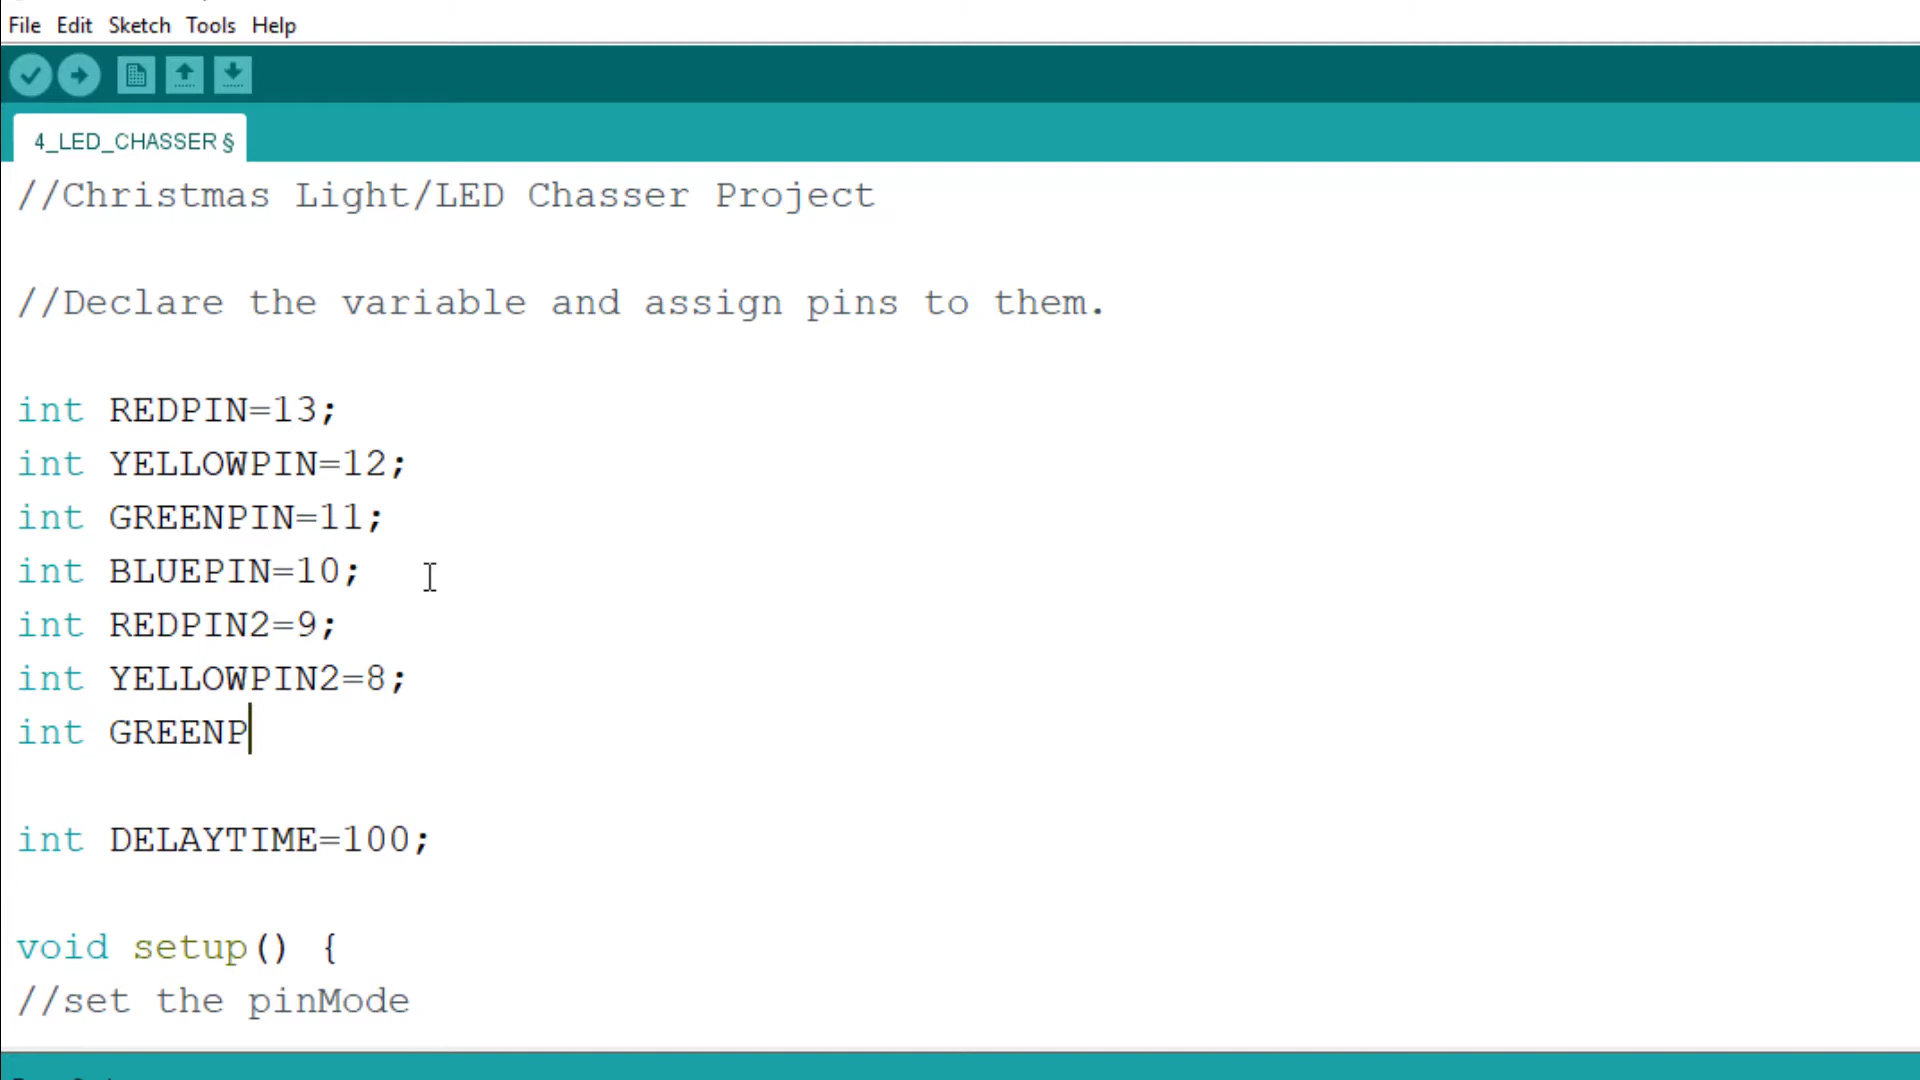 File Edit Sketch Tools Help
4_LED_CHASSER §
//Christmas Light/LED Chasser Project
//Declare the variable and assign pins to them.
int REDPIN=13;
int YELLOWPIN=12;
int GREENPIN=11;
int BLUEPIN=10;
int REDPIN2=9;
int YELLOWPIN2=8;
int GREENP
int DELAYTIME=100;
void setup() {
//set the pinMode